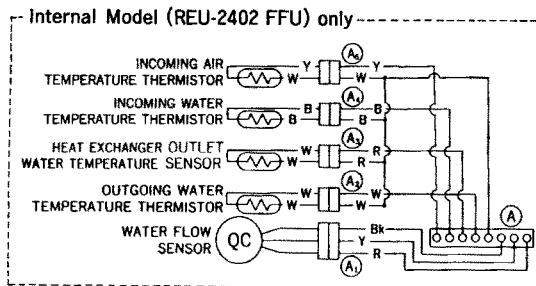 Internal Model (REU-2402 FFU) only
INCOMING AIR Y A5 Y
TEMPERATURE THERMISTOR W W
INCOMING WATER B A4 B
TEMPERATURE THERMISTOR B B
HEAT EXCHANGER OUTLET W A3 R
WATER TEMPERATURE SENSOR W R
OUTGOING WATER W A2 W
TEMPERATURE THERMISTOR W W
A
WATER FLOW Bk
SENSOR QC Y
A1 R